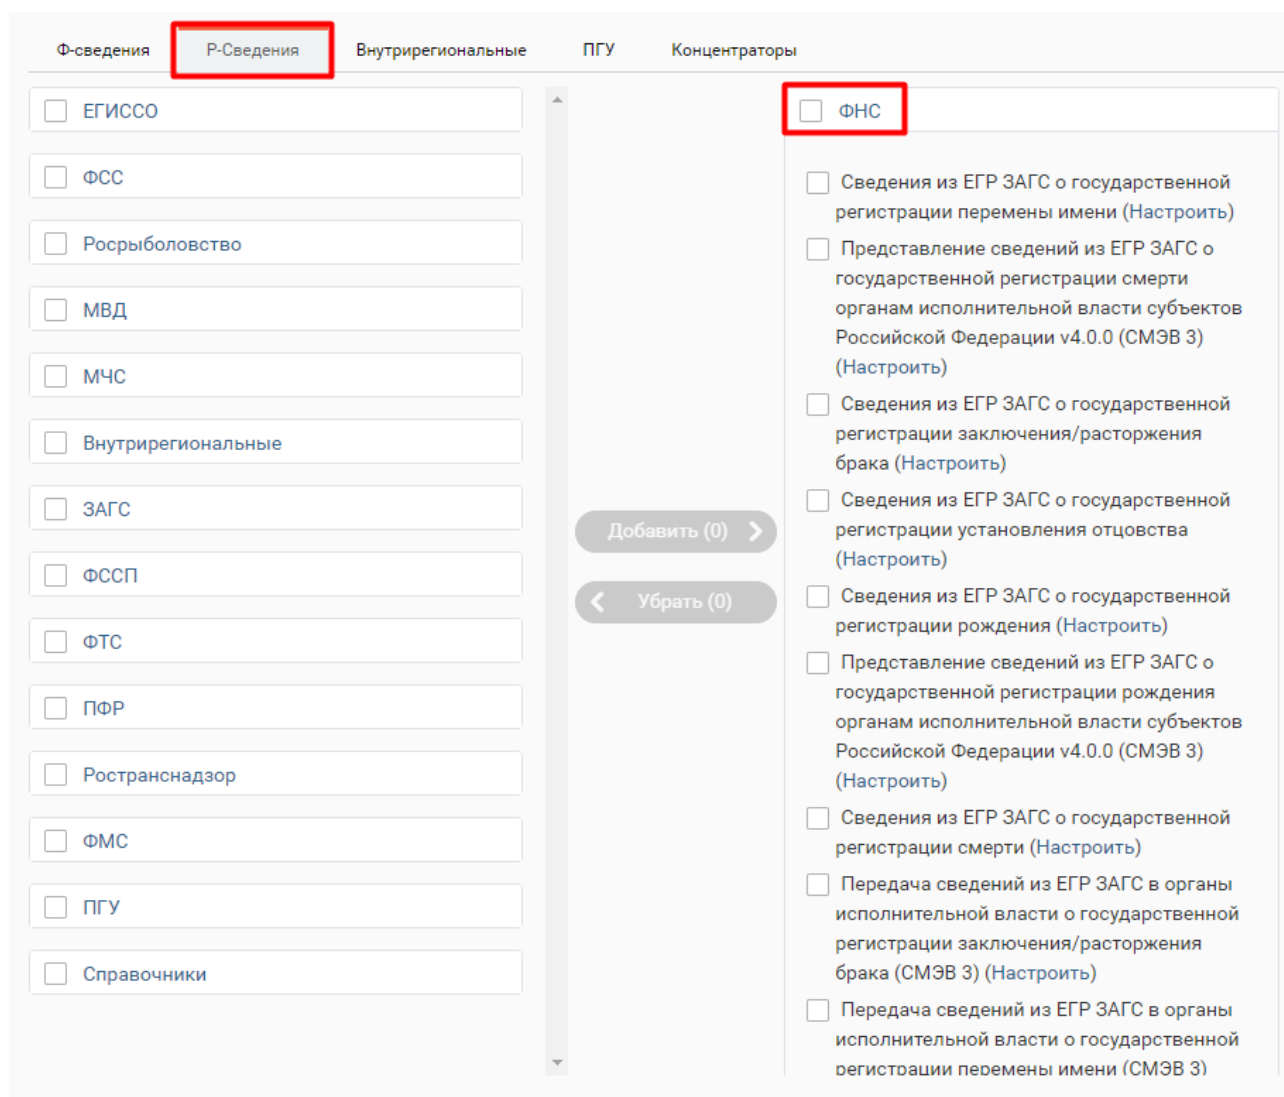 Ф-сведения
Р-Сведения
Внутрирегиональные
ПГУ
Концентраторы
ЕГИССО
ФСС
Росрыболовство
МВД
МЧС
Внутрирегиональные
ЗАГС
ФССП
ФТС
ПФР
Ространснадзор
ФМС
ПГУ
Справочники
Добавить (0)
Убрать (0)
ФНС
Сведения из ЕГР ЗАГС о государственной
регистрации перемены имени (Настроить)
Представление сведений из ЕГР ЗАГС о
государственной регистрации смерти
органам исполнительной власти субъектов
Российской Федерации v4.0.0 (СМЭВ 3)
(Настроить)
Сведения из ЕГР ЗАГС о государственной
регистрации заключения/расторжения
брака (Настроить)
Сведения из ЕГР ЗАГС о государственной
регистрации установления отцовства
(Настроить)
Сведения из ЕГР ЗАГС о государственной
регистрации рождения (Настроить)
Представление сведений из ЕГР ЗАГС о
государственной регистрации рождения
органам исполнительной власти субъектов
Российской Федерации v4.0.0 (СМЭВ 3)
(Настроить)
Сведения из ЕГР ЗАГС о государственной
регистрации смерти (Настроить)
Передача сведений из ЕГР ЗАГС в органы
исполнительной власти о государственной
регистрации заключения/расторжения
брака (СМЭВ 3) (Настроить)
Передача сведений из ЕГР ЗАГС в органы
исполнительной власти о государственной
регистрации перемены имени (СМЭВ 3)